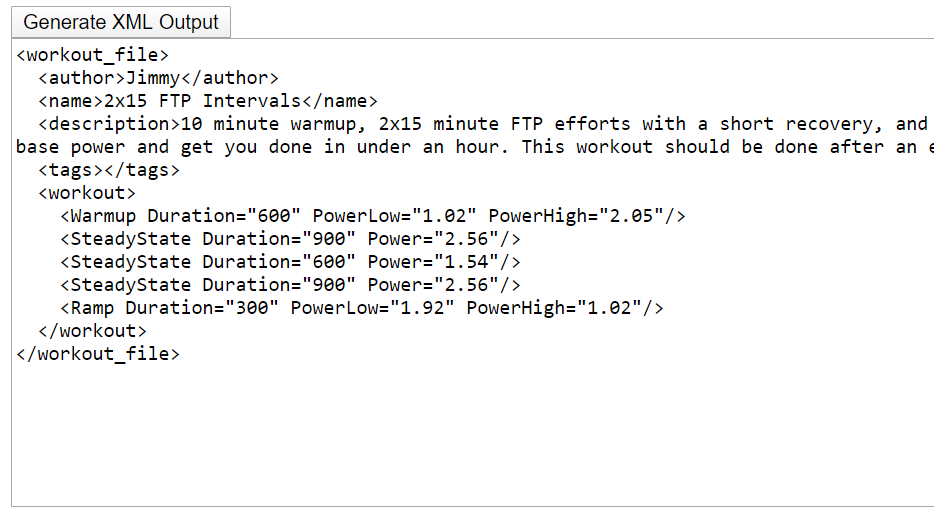 Generate XML Output
<workout_file>
  <author>Jimmy</author>
  <name>2x15 FTP Intervals</name>
  <description>10 minute warmup, 2x15 minute FTP efforts with a short recovery, and
base power and get you done in under an hour. This workout should be done after an
  <tags></tags>
  <workout>
    <Warmup Duration="600" PowerLow="1.02" PowerHigh="2.05"/>
    <SteadyState Duration="900" Power="2.56"/>
    <SteadyState Duration="600" Power="1.54"/>
    <SteadyState Duration="900" Power="2.56"/>
    <Ramp Duration="300" PowerLow="1.92" PowerHigh="1.02"/>
  </workout>
</workout_file>